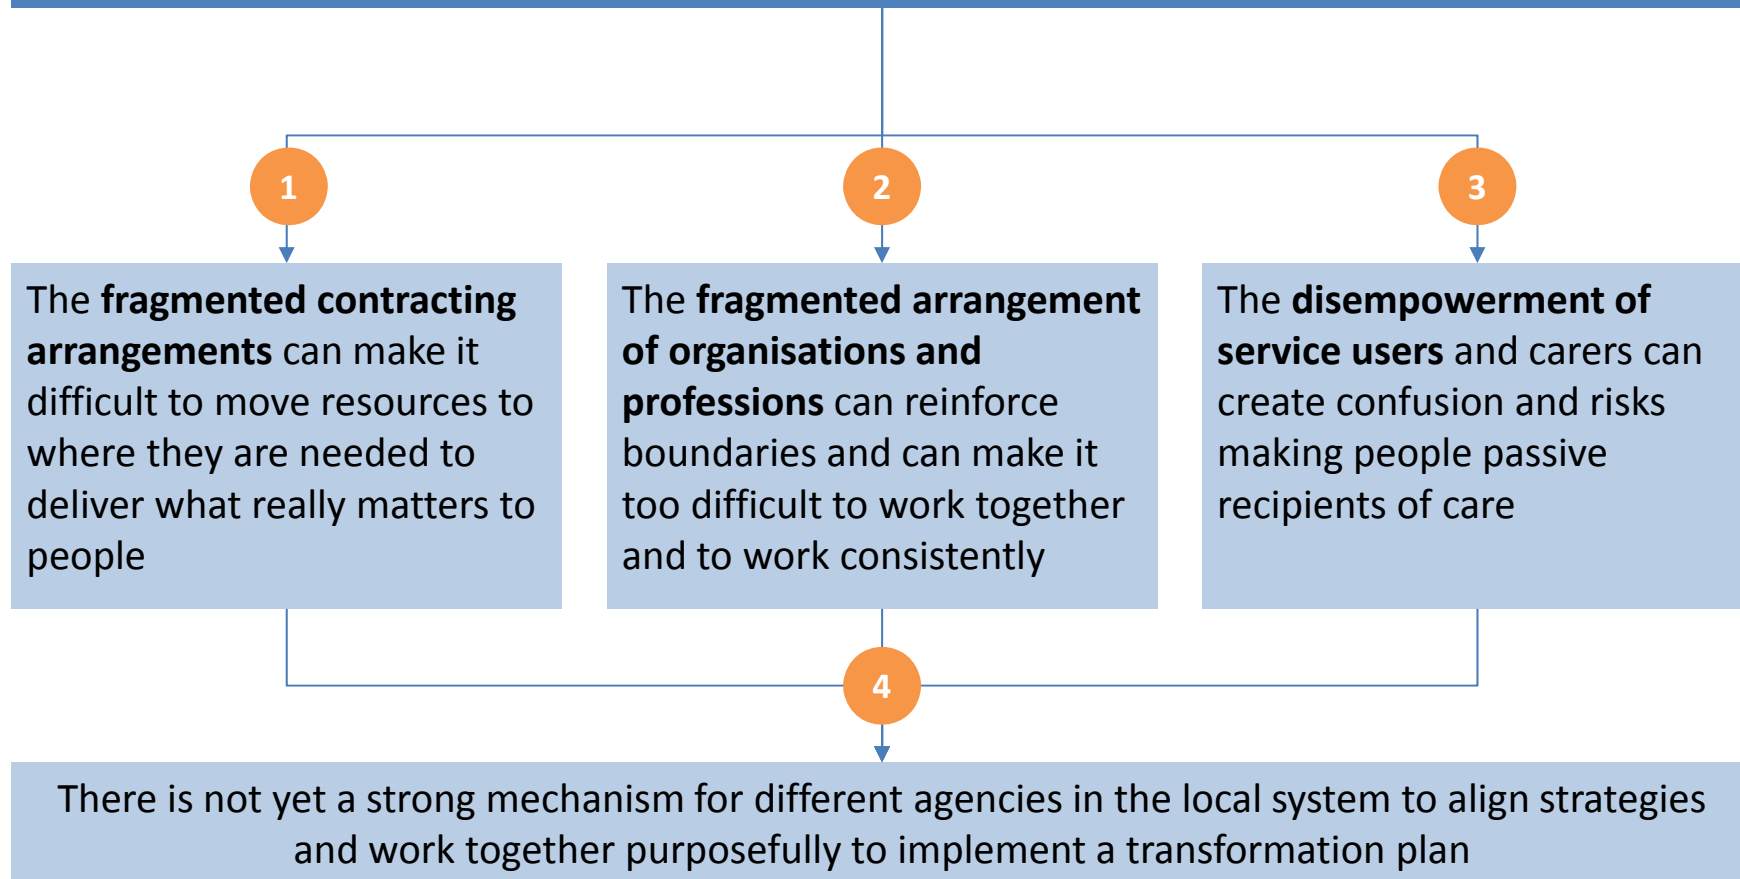 1
2
3
The fragmented contracting
arrangements can make it
difficult to move resources to
where they are needed to
deliver what really matters to
people
The fragmented arrangement
of organisations and
professions can reinforce
boundaries and can make it
too difficult to work together
and to work consistently
The disempowerment of
service users and carers can
create confusion and risks
making people passive
recipients of care
4
There is not yet a strong mechanism for different agencies in the local system to align strategies
and work together purposefully to implement a transformation plan